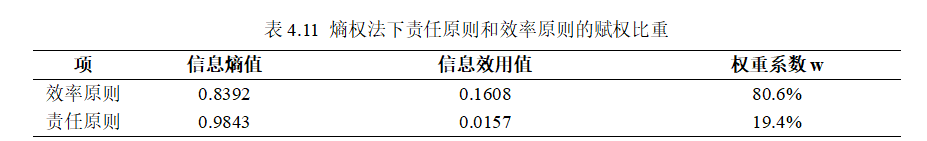 表 4.11 熵权法下责任原则和效率原则的赋权比重
项 信息熵值 信息效用值 权重系数 w
效率原则 0.8392 0.1608 80.6%
责任原则 0.9843 0.0157 19.4%